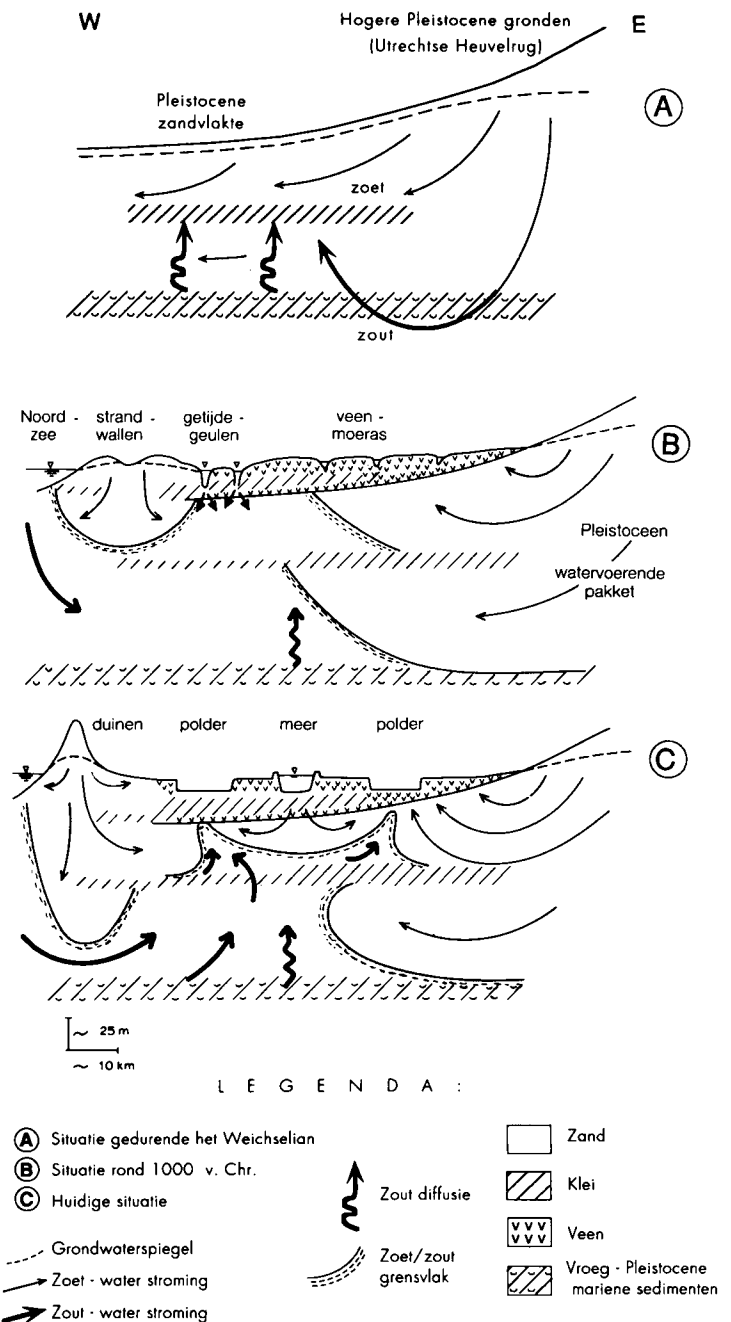 W
Hogere Pleistocene gronden
(Utrechtse Heuvelrug)
E
Pleistocene
zandvlakte
A
zoet
zout
Noord -
zee
strand -
wallen
getijde -
geulen
veen -
moeras
B
Pleistoceen
watervoerende
pakket
duinen
polder
meer
polder
C
~ 25 m
~ 10 km
L E G E N D A :
A Situatie gedurende het Weichselian
B Situatie rond 1000 v. Chr.
C Huidige situatie
Grondwaterspiegel
Zoet - water stroming
Zout - water stroming
Zout diffusie
Zoet/zout
grensvlak
Zand
Klei
Veen
Vroeg - Pleistocene
mariene sedimenten